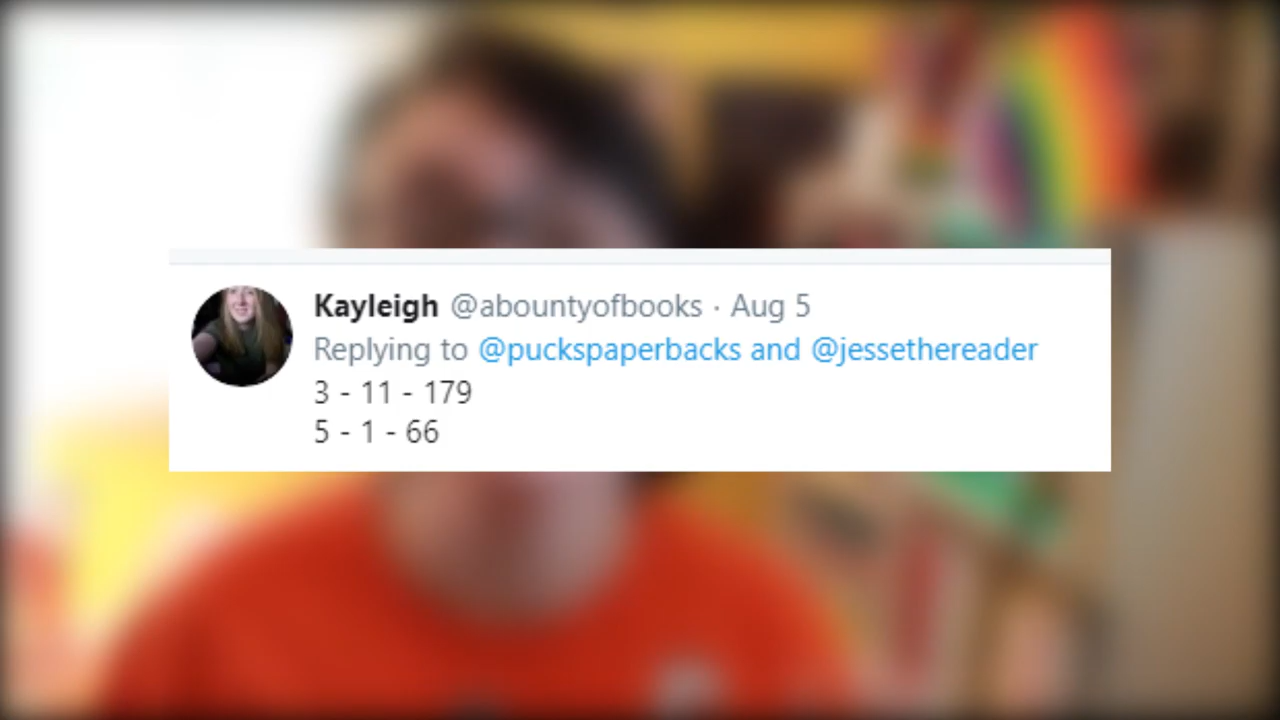 Kayleigh @abountyofbooks · Aug 5
Replying to @puckspaperbacks and @jessethereader
3 - 11 - 179
5 - 1 - 66